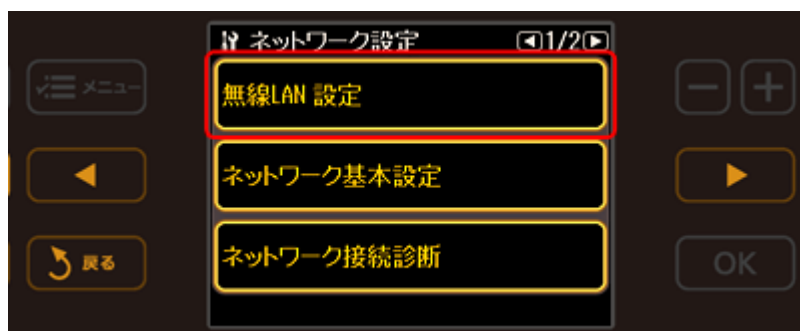 ネットワーク設定 1/2
メニュー
無線LAN 設定
ネットワーク基本設定
戻る
ネットワーク接続診断
OK